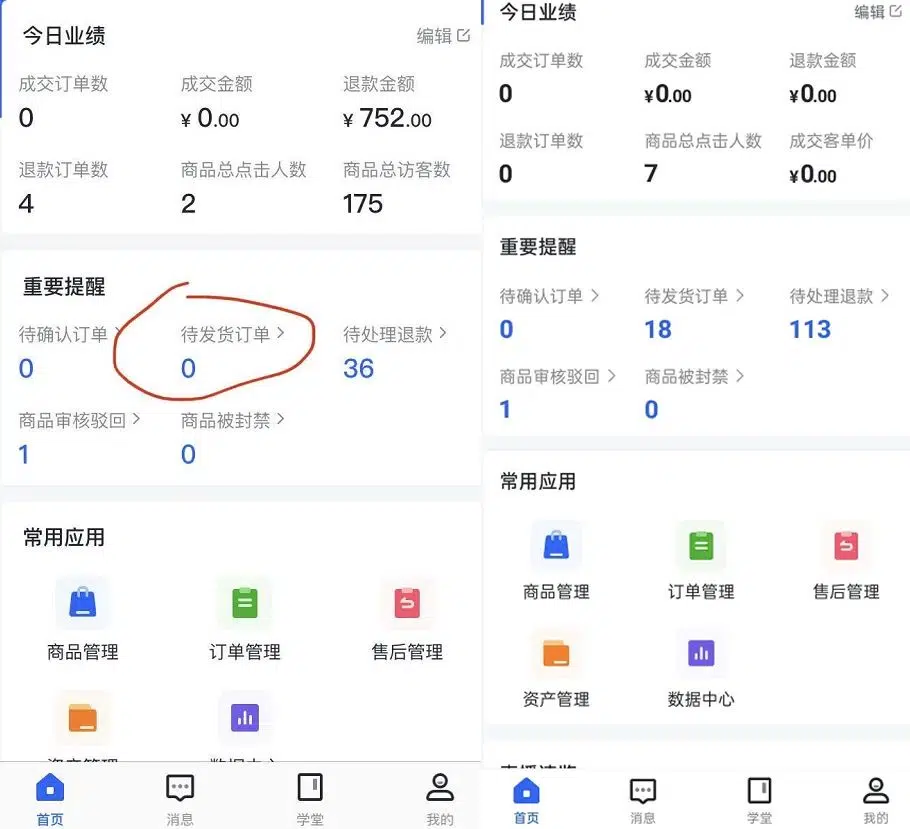 今日业绩
编辑
成交订单数
成交金额
退款金额
0
¥ 0.00
¥ 752.00
退款订单数
商品总点击人数
商品总访客数
4
2
175
重要提醒
待确认订单
待发货订单
待处理退款
0
0
36
商品审核驳回
商品被封禁
1
0
常用应用
商品管理
订单管理
售后管理
首页
消息
学堂
我的
今日业绩
编辑
成交订单数
成交金额
退款金额
0
¥0.00
¥0.00
退款订单数
商品总点击人数
成交客单价
0
7
¥0.00
重要提醒
待确认订单
待发货订单
待处理退款
0
18
113
商品审核驳回
商品被封禁
1
0
常用应用
商品管理
订单管理
售后管理
资产管理
数据中心
首页
消息
学堂
我的